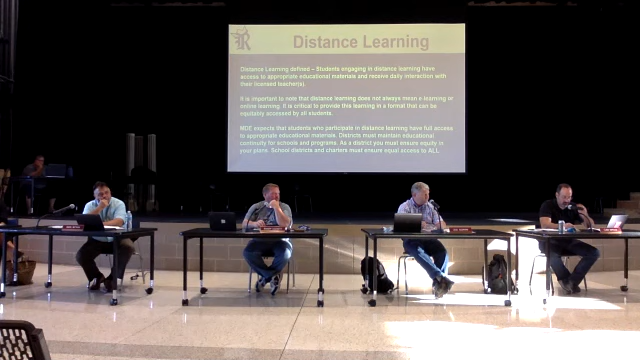 R
Distance Learning
Distance Learning defined – Students engaging in distance learning have
access to appropriate educational materials and receive daily interaction with
their licensed teacher(s).
It is important to note that distance learning does not always mean e learning or
online learning. It is critical to provide this learning in a format that can be
equitably accessed by all students.
MDE expects that students who participate in distance learning have full access
to appropriate educational materials. Districts must maintain educational
continuity for schools and programs. As a district you must ensure equity in
your plans. School districts and charters must ensure equal access to ALL.